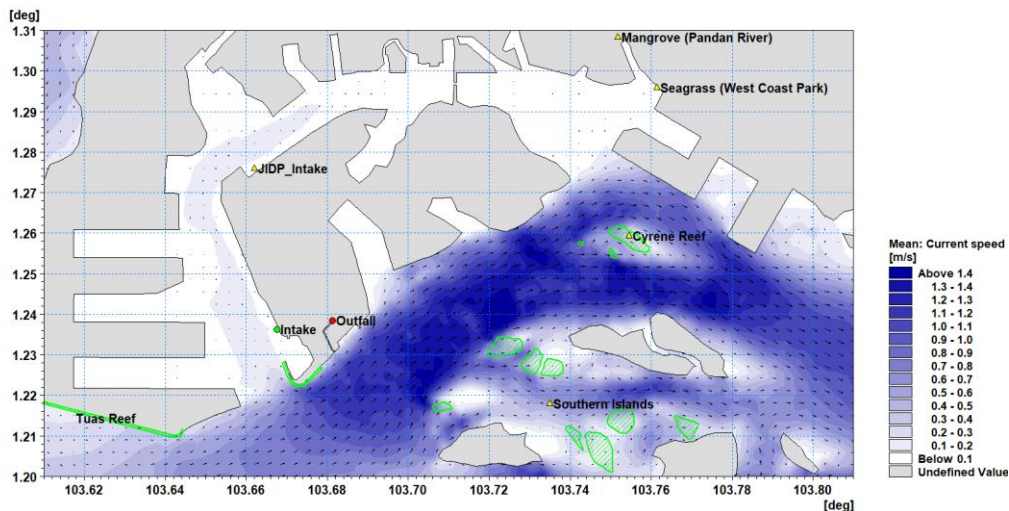 [deg]
1.31
Mangrove (Pandan River)
1.30
Seagrass (West Coast Park)
1.29
1.28
JIDP_Intake
1.27
1.26
Cyrene Reef
1.25
1.24
Intake
Outfall
1.23
1.22
Southern Islands
Tuas Reef
1.21
1.20
103.62
103.64
103.66
103.68
103.70
103.72
103.74
103.76
103.78
103.80
[deg]
Mean: Current speed
[m/s]
Above 1.4
1.3 - 1.4
1.2 - 1.3
1.1 - 1.2
1.0 - 1.1
0.9 - 1.0
0.8 - 0.9
0.7 - 0.8
0.6 - 0.7
0.5 - 0.6
0.4 - 0.5
0.3 - 0.4
0.2 - 0.3
0.1 - 0.2
Below 0.1
Undefined Value